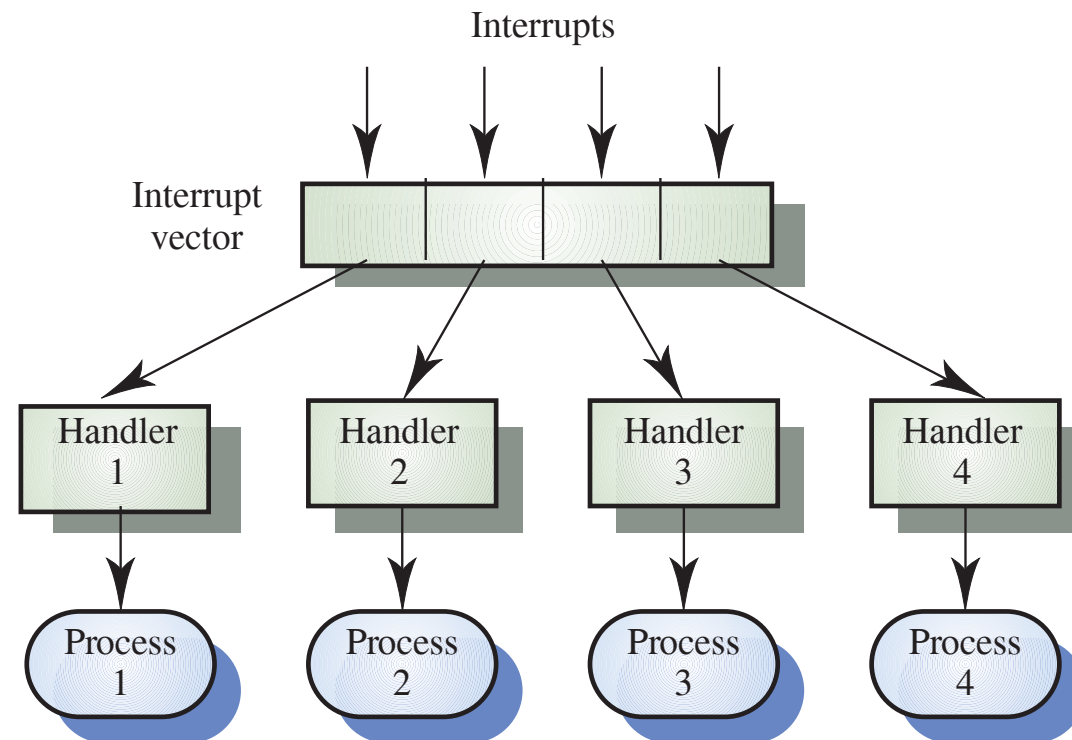 Interrupts
Interrupt
vector
Handler
1
Handler
2
Handler
3
Handler
4
Process
1
Process
2
Process
3
Process
4